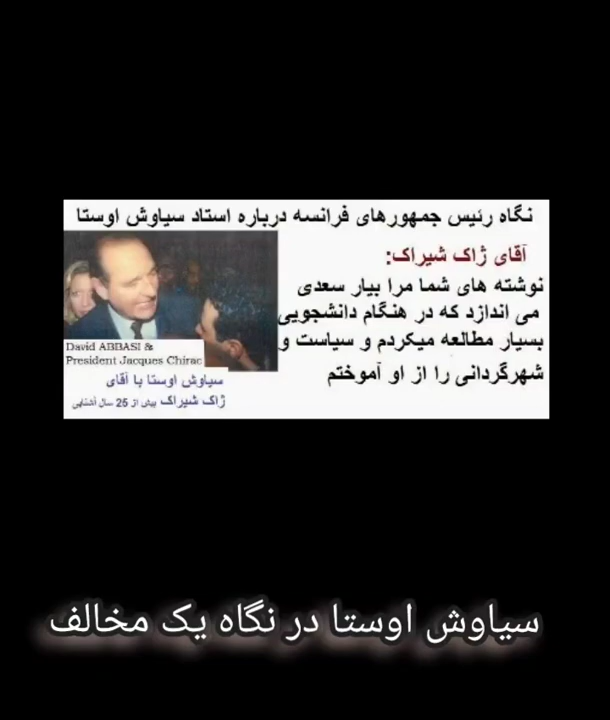 نگاه رئیس جمهورهای فرانسه درباره استاد سیاوش اوستا
آقای ژاک شیراک:
نوشته های شما مرا بیار سعدی
می اندازد که در هنگام دانشجویی
بسیار مطالعه میکردم و سیاست و
شهرگردانی را از او آموختم
David ABBASI &
President Jacques Chirac
سیاوش اوستا با آقای
ژاک شیراک بیش از 25 سال آشنایی
سیاوش اوستا در نگاه یک مخالف